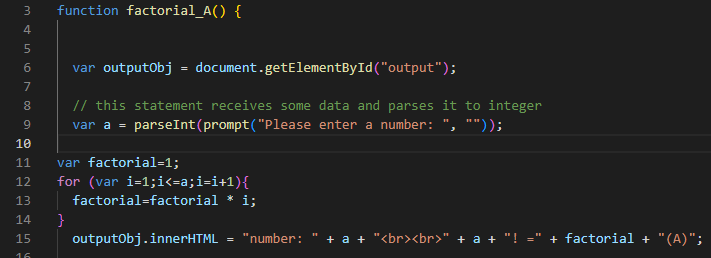 3 function factorial_A() {
4
5
6 var outputObj = document.getElementById("output");
7
8 // this statement receives some data and parses it to integer
9 var a = parseInt(prompt("Please enter a number: ", ""));
10
11 var factorial=1;
12 for (var i=1;i<=a;i=i+1){
13 factorial=factorial * i;
14 }
15 outputObj.innerHTML = "number: " + a + "<br><br>" + a + "! =" + factorial + "(A)";